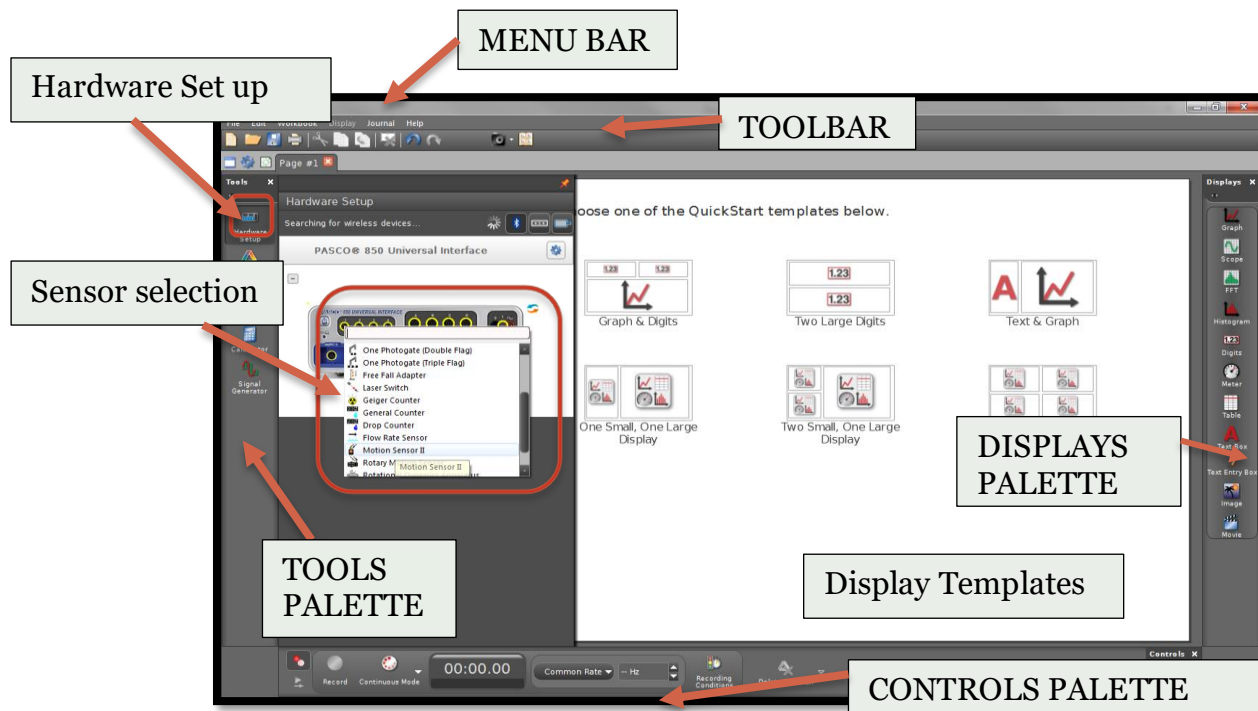 MENU BAR
Hardware Set up
TOOLBAR
File Edit Workbook Display Journal Help
Page #1
Tools
Displays
Hardware Setup
Hardware
Setup
Searching for wireless devices...
oose one of the QuickStart templates below.
PASCO® 850 Universal Interface
Sensor selection
850 UNIVERSAL INTERFACE
One Photogate (Double Flag)
One Photogate (Triple Flag)
Free Fall Adapter
Laser Switch
Geiger Counter
General Counter
Drop Counter
Flow Rate Sensor
Motion Sensor II
Rotary M
Motion Sensor II
Signal
Generator
1.23 1.23
Graph & Digits
1.23
1.23
Two Large Digits
A
Text & Graph
One Small, One Large
Display
Two Small, One Large
Display
Graph
Scope
FFT
Histogram
1.23
Digits
Meter
Table
A
Text Box
Text Entry Box
Image
Movie
DISPLAYS
PALETTE
TOOLS
PALETTE
Display Templates
Controls
Record
Continuous Mode
00:00.00
Common Rate
-- Hz
Recording
Conditions
CONTROLS PALETTE